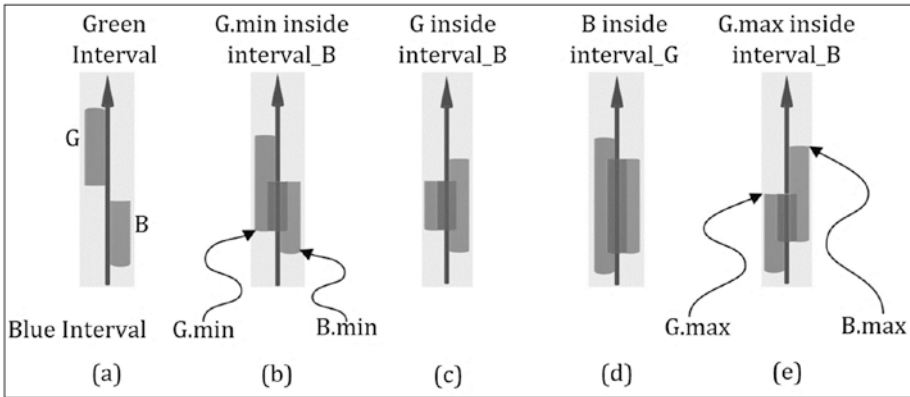 Green
Interval
G.min inside
interval_B
G inside
interval_B
B inside
interval_G
G.max inside
interval_B
G
B
Blue Interval
G.min
B.min
G.max
B.max
(a)
(b)
(c)
(d)
(e)